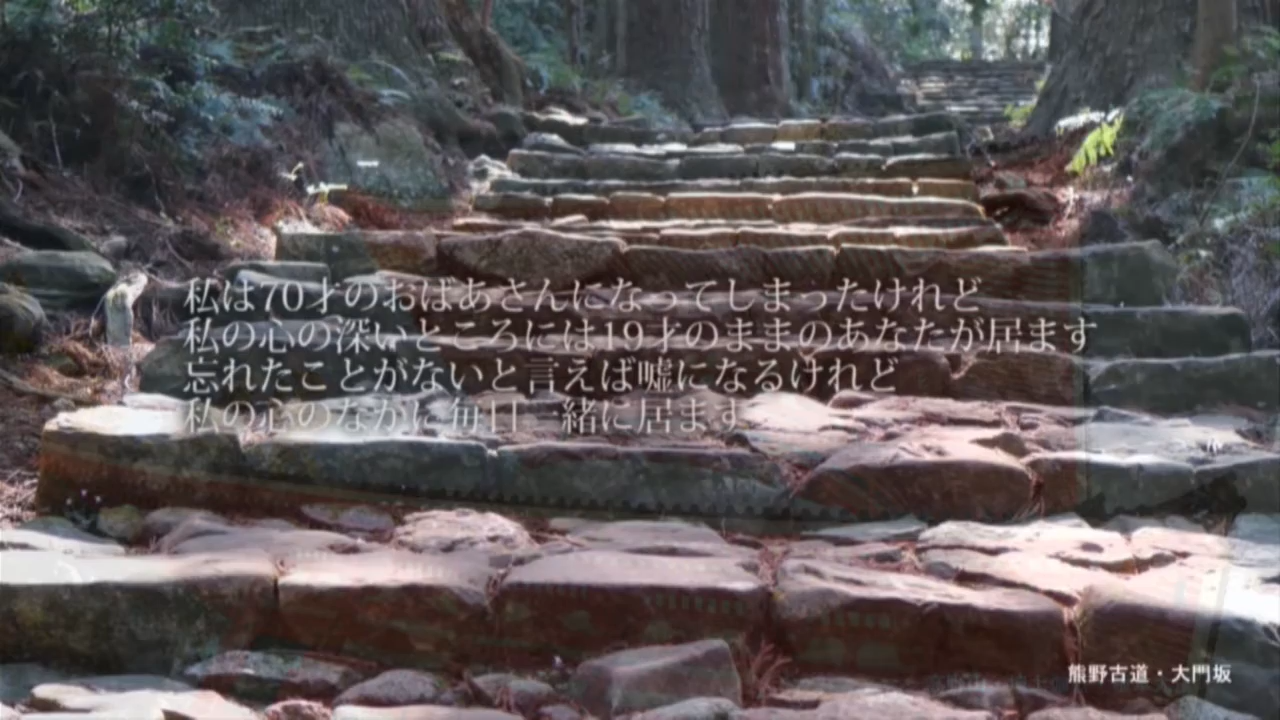 私は70才のおばあさんになってしまったけれど
私の心の深いところには19才のままのあなたが居ます
忘れたことがないと言えば嘘になるけれど
私の心のなかに毎日一緒に居ます
熊野古道・大門坂